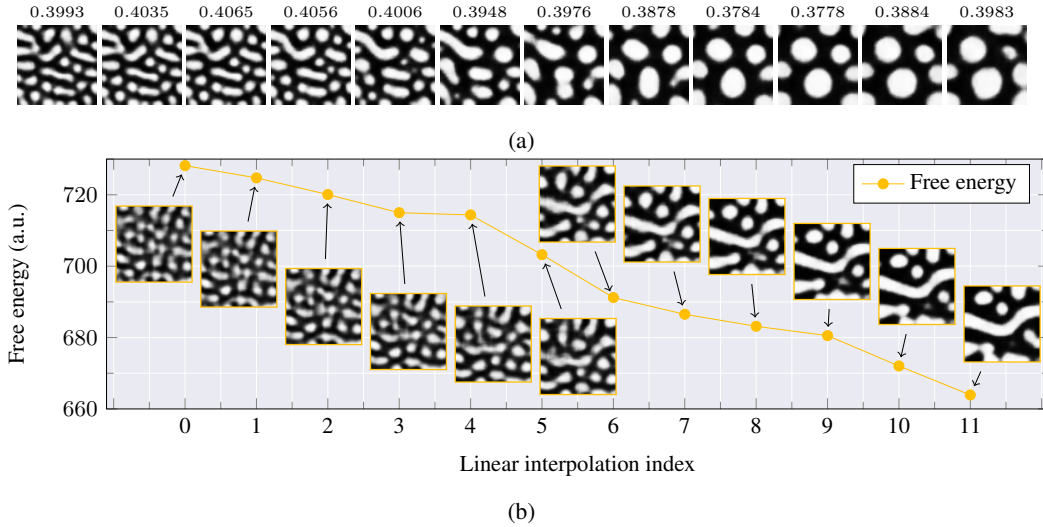 0.3993 0.4035 0.4065 0.4056 0.4006 0.3948 0.3976 0.3878 0.3784 0.3778 0.3884 0.3983
(a)
Free energy
720
700
680
660
Free energy (a.u.)
0 1 2 3 4 5 6 7 8 9 10 11
Linear interpolation index
(b)